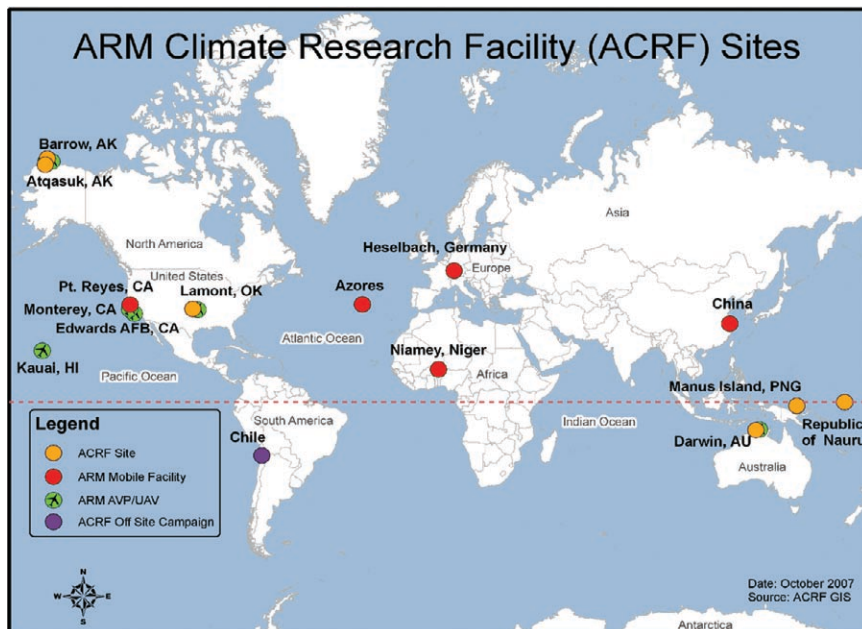 ARM Climate Research Facility (ACRF) Sites
Barrow, AK
Atqasuk, AK
Asia
North America
Heselbach, Germany
Europe
United States
Pt. Reyes, CA
Lamont, OK
Azores
China
Monterey, CA
Edwards AFB, CA
Atlantic Ocean
Niamey, Niger
Kauai, HI
Pacific Ocean
Africa
Manus Island, PNG
Legend
South America
Indian Ocean
Republic
of Nauru
Chile
Darwin, AU
ACRF Site
Australia
ARM Mobile Facility
ARM AVP/UAV
ACRF Off Site Campaign
N
W E
S
Date: October 2007
Source: ACRF GIS
Antarctica